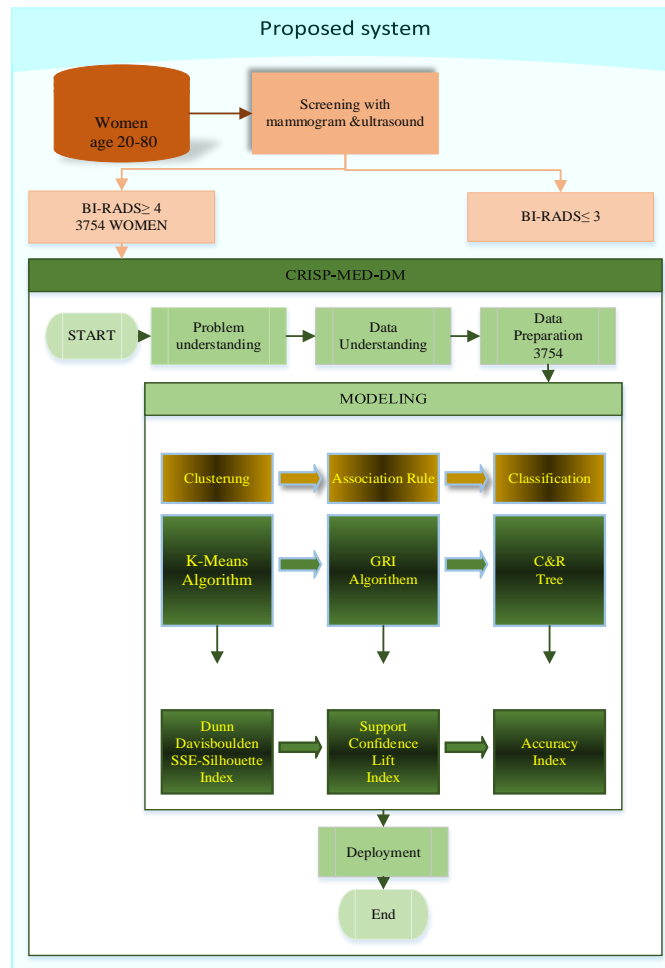 Proposed system
Women
age 20-80
Screening with
mammogram &ultrasound
BI-RADS≥ 4
3754 WOMEN
BI-RADS≤ 3
CRISP-MED-DM
START
Problem
understanding
Data
Understanding
Data
Preparation
3754
MODELING
Clusterung
Association Rule
Classification
K-Means
Algorithm
GRI
Algorithem
C&R
Tree
Dunn
Davisboulden
SSE-Silhouette
Index
Support
Confidence
Lift
Index
Accuracy
Index
Deployment
End